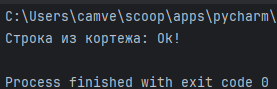 C:\Users\camve\scoop\apps\pycharm\
Строка из кортежа: Ok!
Process finished with exit code 0